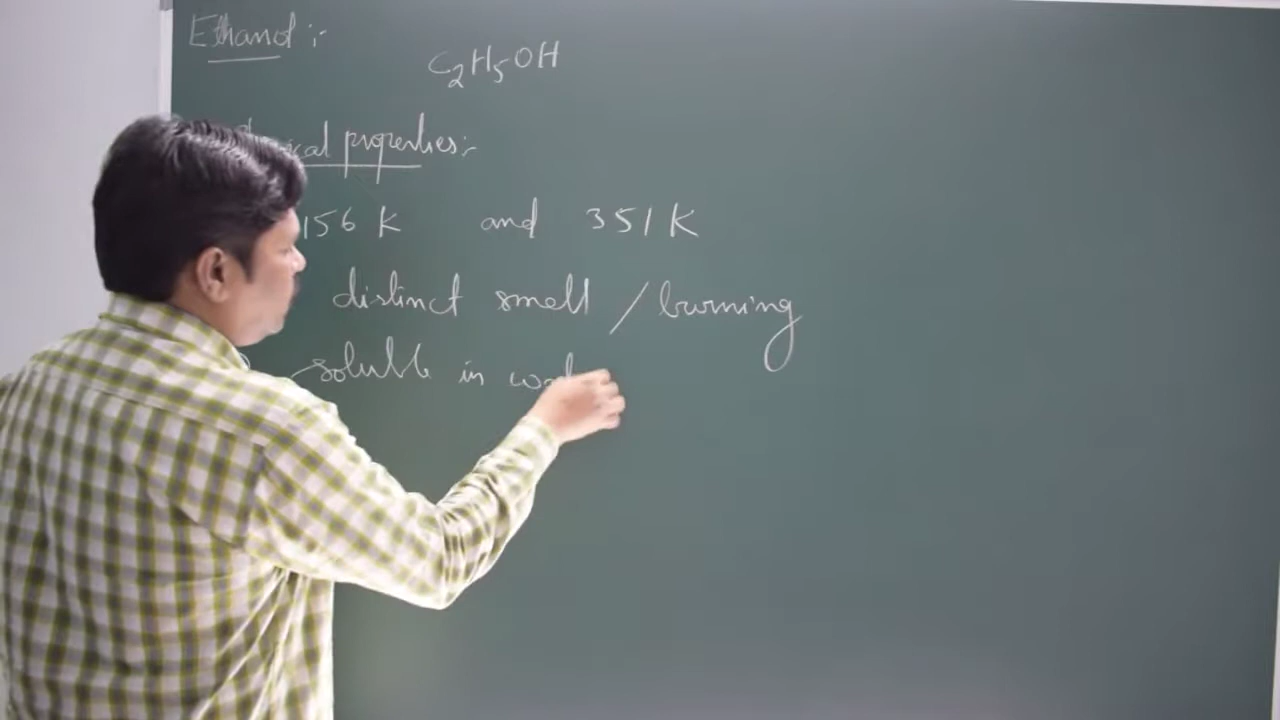 Ethanol :-
C₂H₅OH
properties:-
156 K and 351 K
distinct smell / burning
soluble in